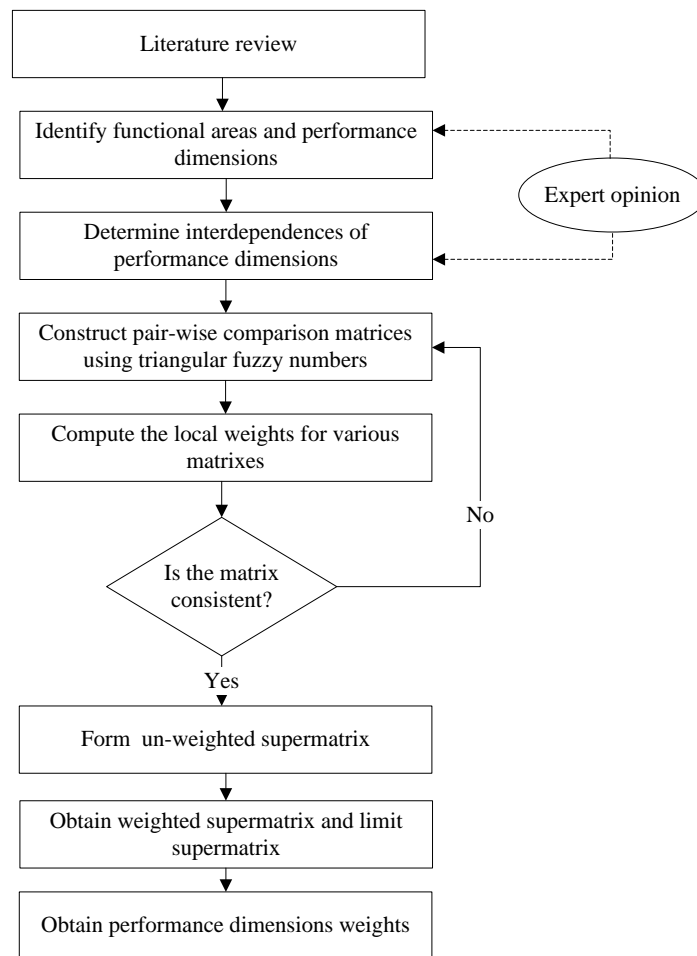 Literature review
Identify functional areas and performance
dimensions
Expert opinion
Determine interdependences of
performance dimensions
Construct pair-wise comparison matrices
using triangular fuzzy numbers
Compute the local weights for various
matrixes
No
Is the matrix
consistent?
Yes
Form un-weighted supermatrix
Obtain weighted supermatrix and limit
supermatrix
Obtain performance dimensions weights